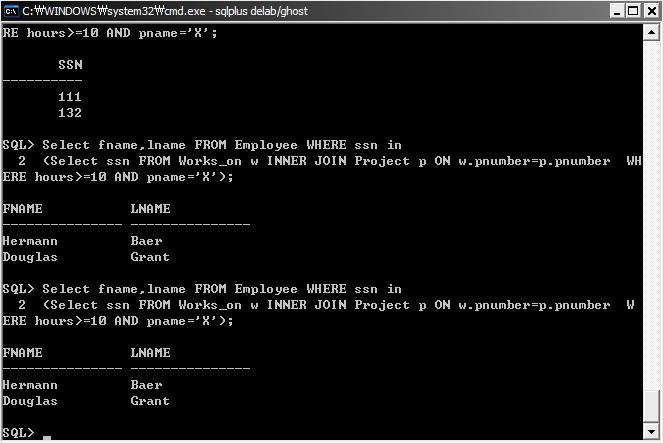 C:₩WINDOWS₩system32₩cmd.exe - sqlplus delab/ghost
RE hours>=10 AND pname='X';
SSN
----------
111
132
SQL> Select fname,lname FROM Employee WHERE ssn in
2 (Select ssn FROM Works_on w INNER JOIN Project p ON w.pnumber=p.pnumber WH
ERE hours>=10 AND pname='X');
FNAME LNAME
--------------- ---------------
Hermann Baer
Douglas Grant
SQL> Select fname,lname FROM Employee WHERE ssn in
2 (Select ssn FROM Works_on w INNER JOIN Project p ON w.pnumber=p.pnumber W
ERE hours>=10 AND pname='X');
FNAME LNAME
--------------- ---------------
Hermann Baer
Douglas Grant
SQL> _